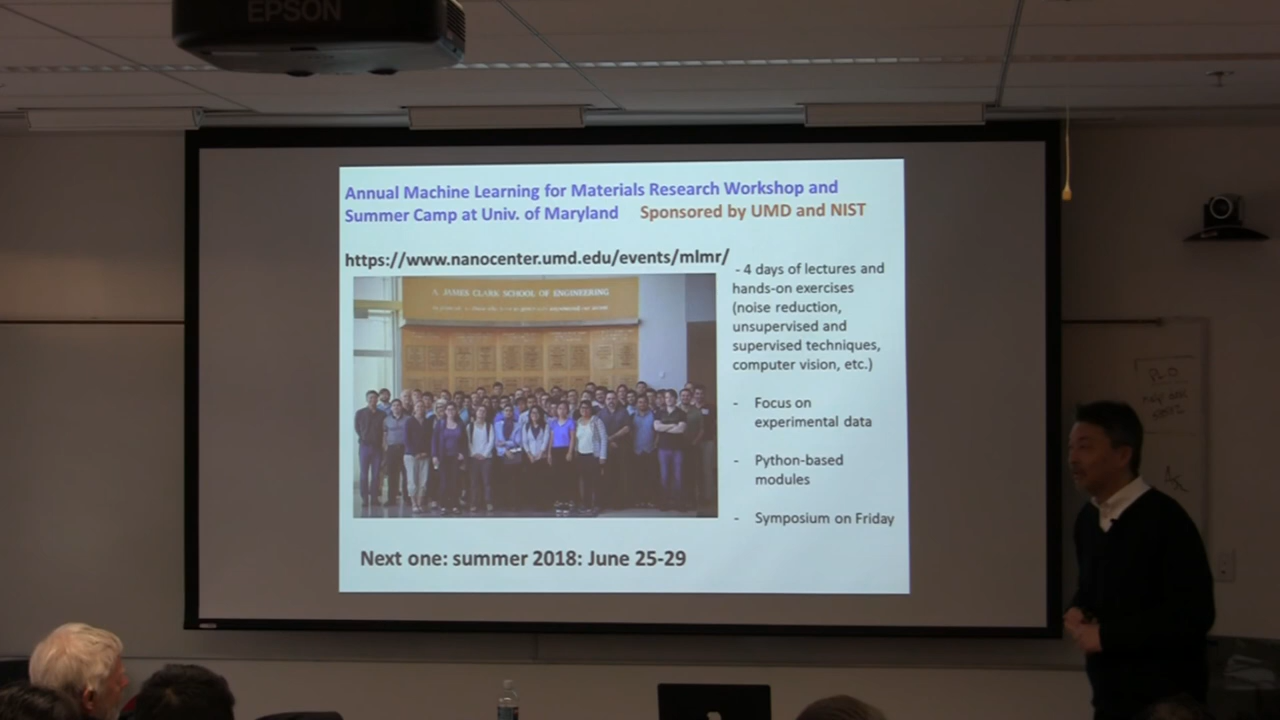 EPSON
Annual Machine Learning for Materials Research Workshop and
Summer Camp at Univ. of Maryland Sponsored by UMD and NIST
https://www.nanocenter.umd.edu/events/mlmr/
A. JAMES CLARK SCHOOL OF ENGINEERING
- 4 days of lectures and
hands-on exercises
(noise reduction,
unsupervised and
supervised techniques,
computer vision, etc.)
- Focus on
experimental data
- Python-based
modules
- Symposium on Friday
Next one: summer 2018: June 25-29